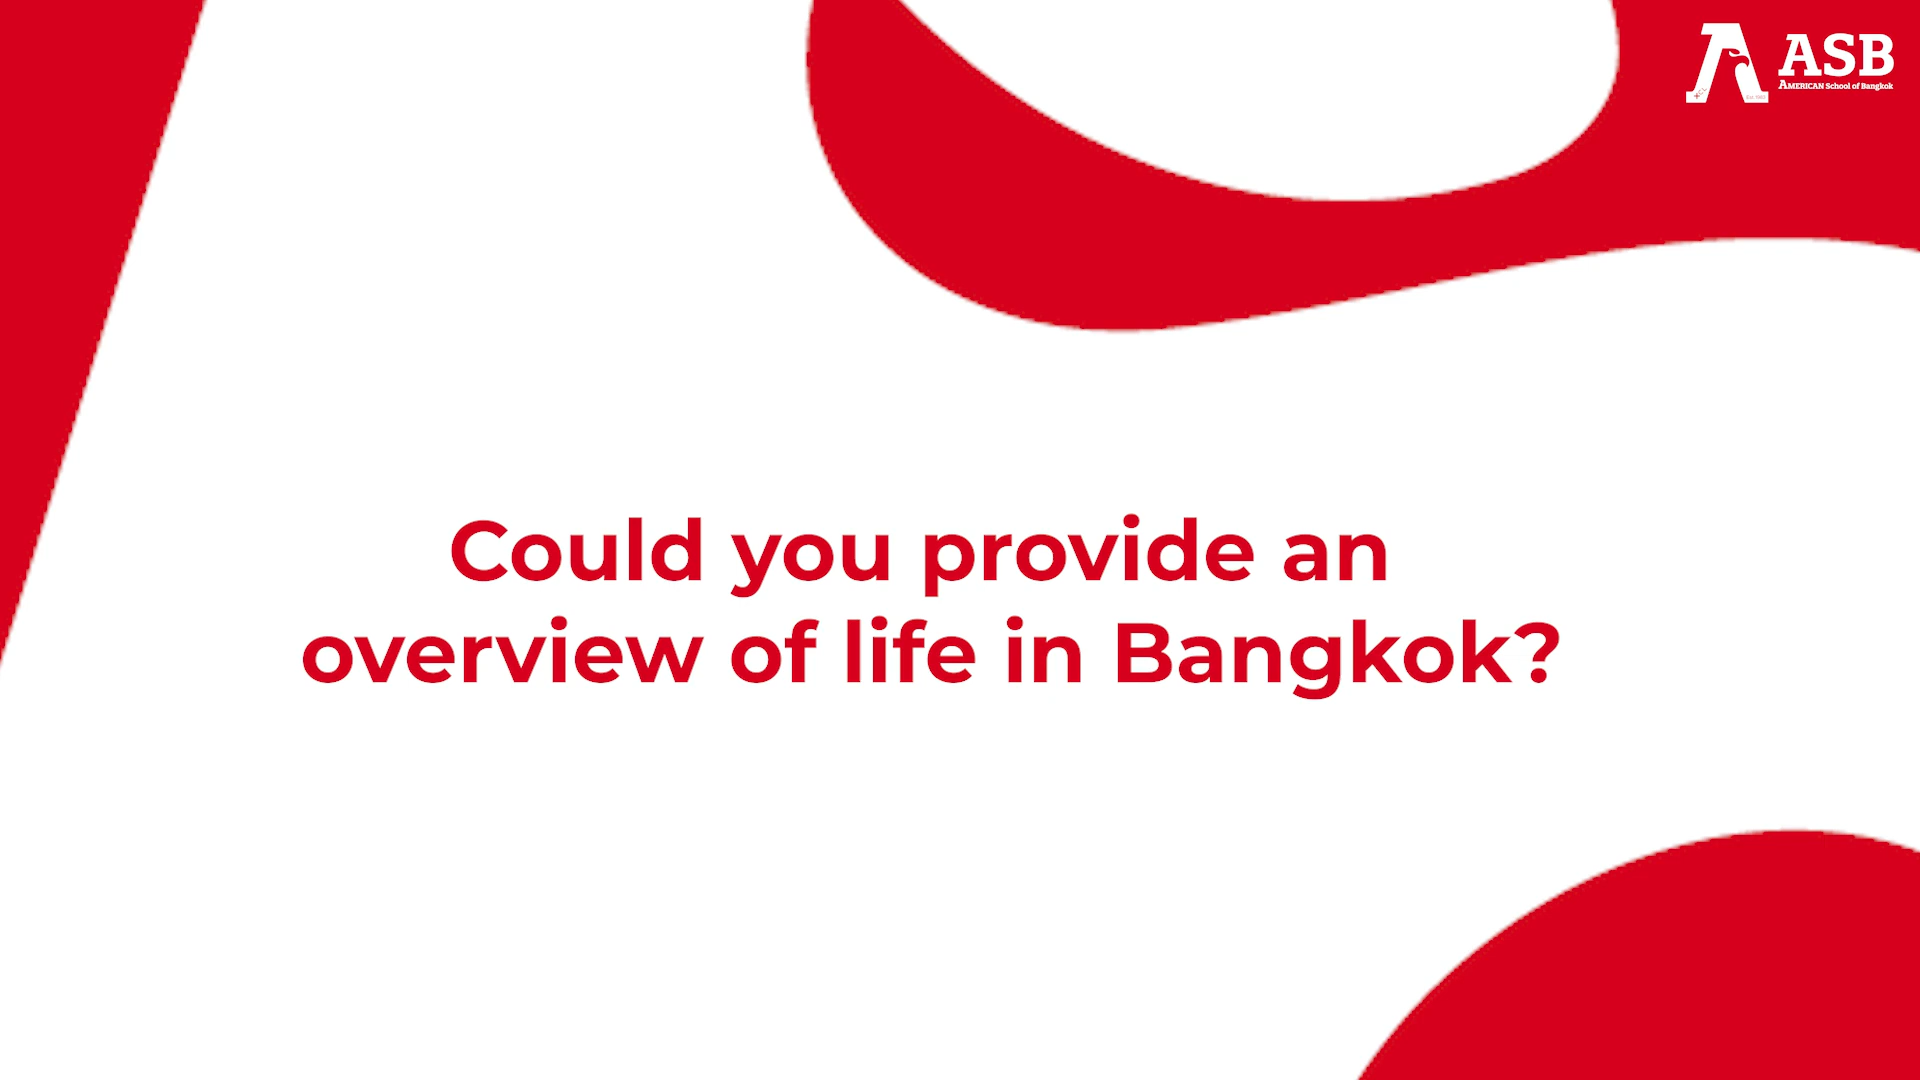 ASB
AMERICAN School of Bangkok
Could you provide an
overview of life in Bangkok?